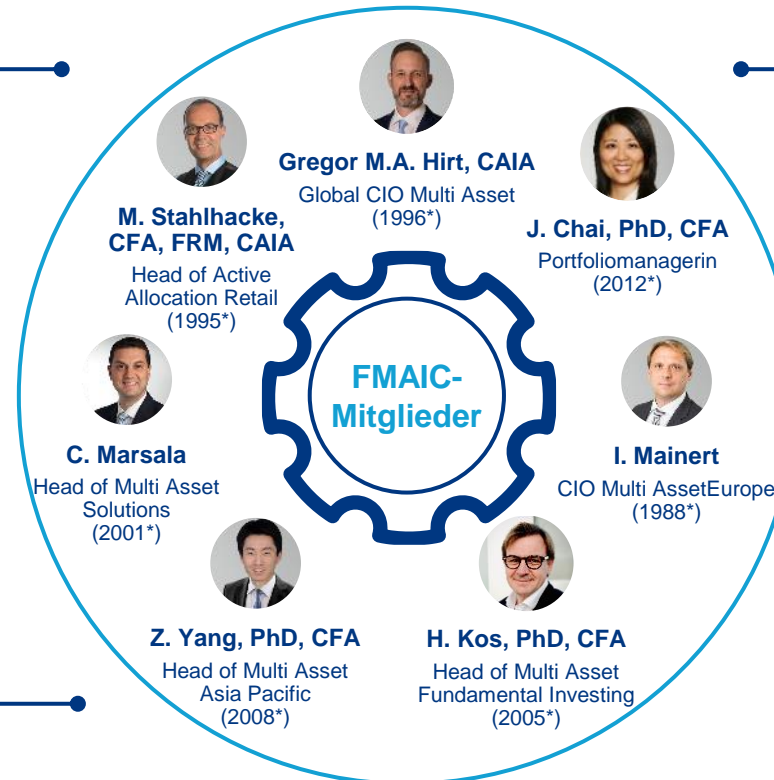 Gregor M.A. Hirt, CAIA
Global CIO Multi Asset
(1996*)
M. Stahlhacke,
CFA, FRM, CAIA
Head of Active
Allocation Retail
(1995*)
J. Chai, PhD, CFA
Portfoliomanagerin
(2012*)
FMAIC-
Mitglieder
C. Marsala
Head of Multi Asset
Solutions
(2001*)
I. Mainert
CIO Multi AssetEurope
(1988*)
Z. Yang, PhD, CFA
Head of Multi Asset
Asia Pacific
(2008*)
H. Kos, PhD, CFA
Head of Multi Asset
Fundamental Investing
(2005*)